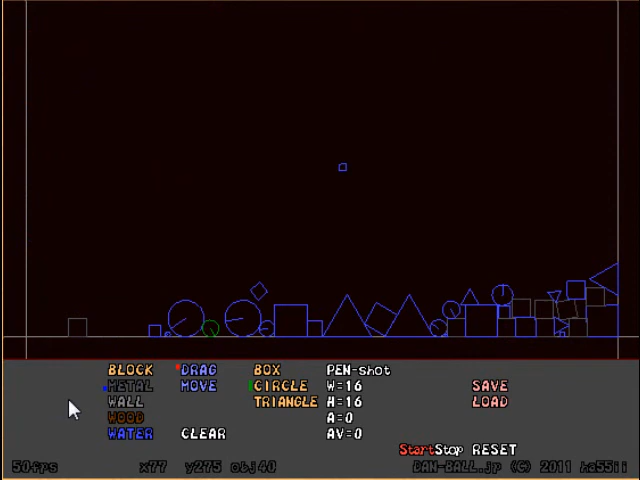 BLOCK DRAG BOX PEN-shot
METAL MOVE CIRCLE W=16 SAVE
WALL TRIANGLE H=16 LOAD
WOOD A=0
WATER CLEAR AV=0
StartStop RESET
50fps x77 y275 obj40 DAN-BALL.jp (C) 2011 ha55ii